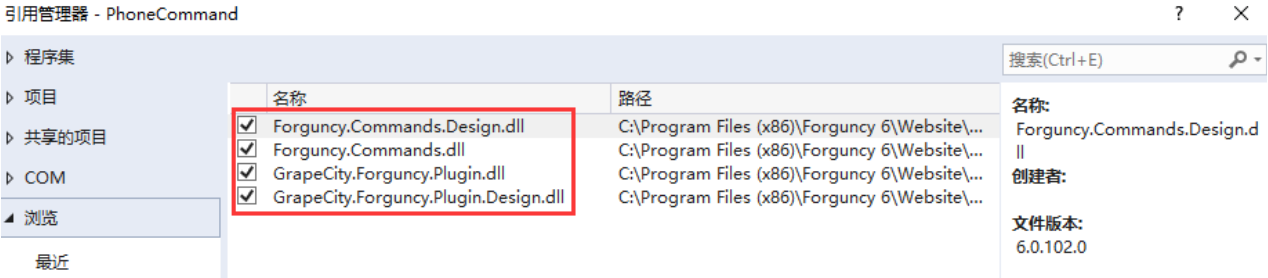 引用管理器 - PhoneCommand
?
程序集
搜索(Ctrl+E)
项目
共享的项目
COM
浏览
最近
名称
路径
Forguncy.Commands.Design.dll
C:\Program Files (x86)\Forguncy 6\Website\...
Forguncy.Commands.dll
C:\Program Files (x86)\Forguncy 6\Website\...
GrapeCity.Forguncy.Plugin.dll
C:\Program Files (x86)\Forguncy 6\Website\...
GrapeCity.Forguncy.Plugin.Design.dll
C:\Program Files (x86)\Forguncy 6\Website\...
名称:
Forguncy.Commands.Design.d
ll
创建者:
文件版本:
6.0.102.0